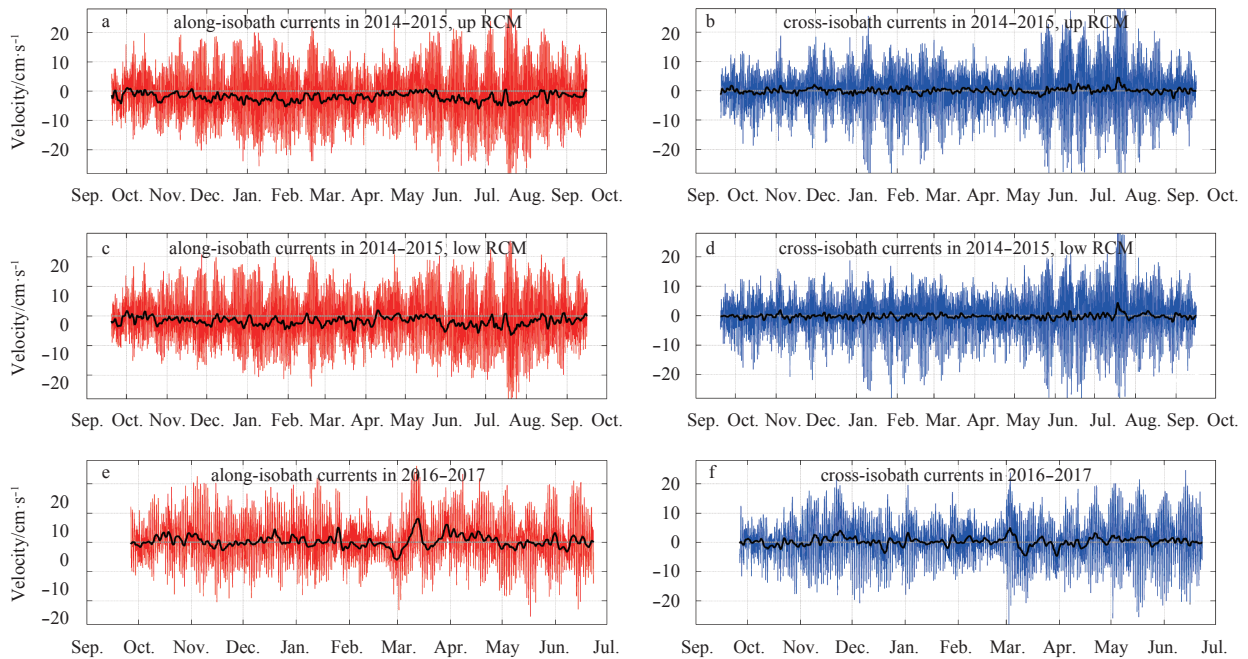 a along-isobath currents in 2014–2015, up RCM
Velocity/cm·s⁻¹
20
10
0
−10
−20
Sep. Oct. Nov. Dec. Jan. Feb. Mar. Apr. May Jun. Jul. Aug. Sep. Oct.
b cross-isobath currents in 2014–2015, up RCM
20
10
0
−10
−20
Sep. Oct. Nov. Dec. Jan. Feb. Mar. Apr. May Jun. Jul. Aug. Sep. Oct.
c along-isobath currents in 2014–2015, low RCM
Velocity/cm·s⁻¹
20
10
0
−10
−20
Sep. Oct. Nov. Dec. Jan. Feb. Mar. Apr. May Jun. Jul. Aug. Sep. Oct.
d cross-isobath currents in 2014–2015, low RCM
20
10
0
−10
−20
Sep. Oct. Nov. Dec. Jan. Feb. Mar. Apr. May Jun. Jul. Aug. Sep. Oct.
e along-isobath currents in 2016–2017
Velocity/cm·s⁻¹
20
10
0
−10
−20
Sep. Oct. Nov. Dec. Jan. Feb. Mar. Apr. May Jun. Jul.
f cross-isobath currents in 2016–2017
20
10
0
−10
−20
Sep. Oct. Nov. Dec. Jan. Feb. Mar. Apr. May Jun. Jul.